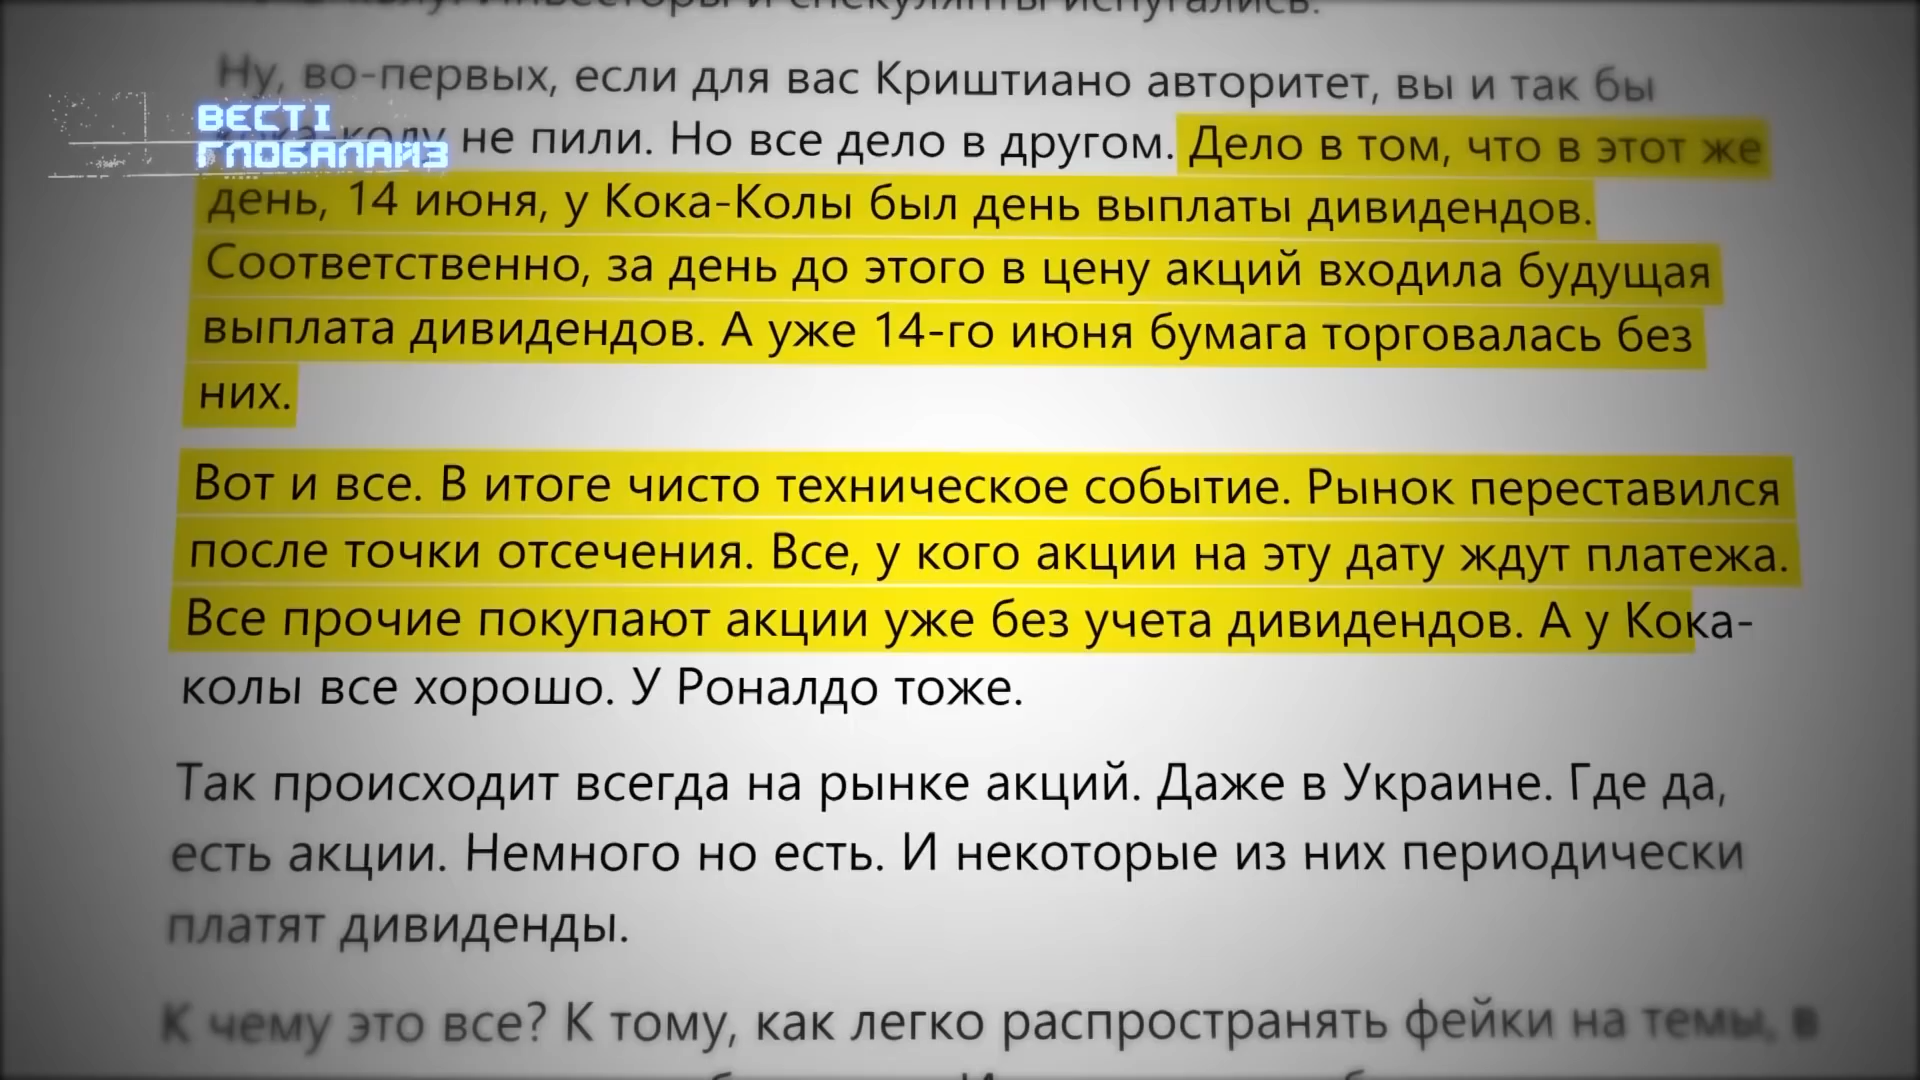 Инвесторы и спекулянты испугались.
Ну, во-первых, если для вас Криштиано авторитет, вы и так бы
ВЕСТІ
ГЛОБАЛАЙЗ
кока-колу не пили. Но все дело в другом. Дело в том, что в этот же
день, 14 июня, у Кока-Колы был день выплаты дивидендов.
Соответственно, за день до этого в цену акций входила будущая
выплата дивидендов. А уже 14-го июня бумага торговалась без
них.
Вот и все. В итоге чисто техническое событие. Рынок переставился
после точки отсечения. Все, у кого акции на эту дату ждут платежа.
Все прочие покупают акции уже без учета дивидендов. А у Кока-
колы все хорошо. У Роналдо тоже.
Так происходит всегда на рынке акций. Даже в Украине. Где да,
есть акции. Немного но есть. И некоторые из них периодически
платят дивиденды.
К чему это все? К тому, как легко распространять фейки на темы, в